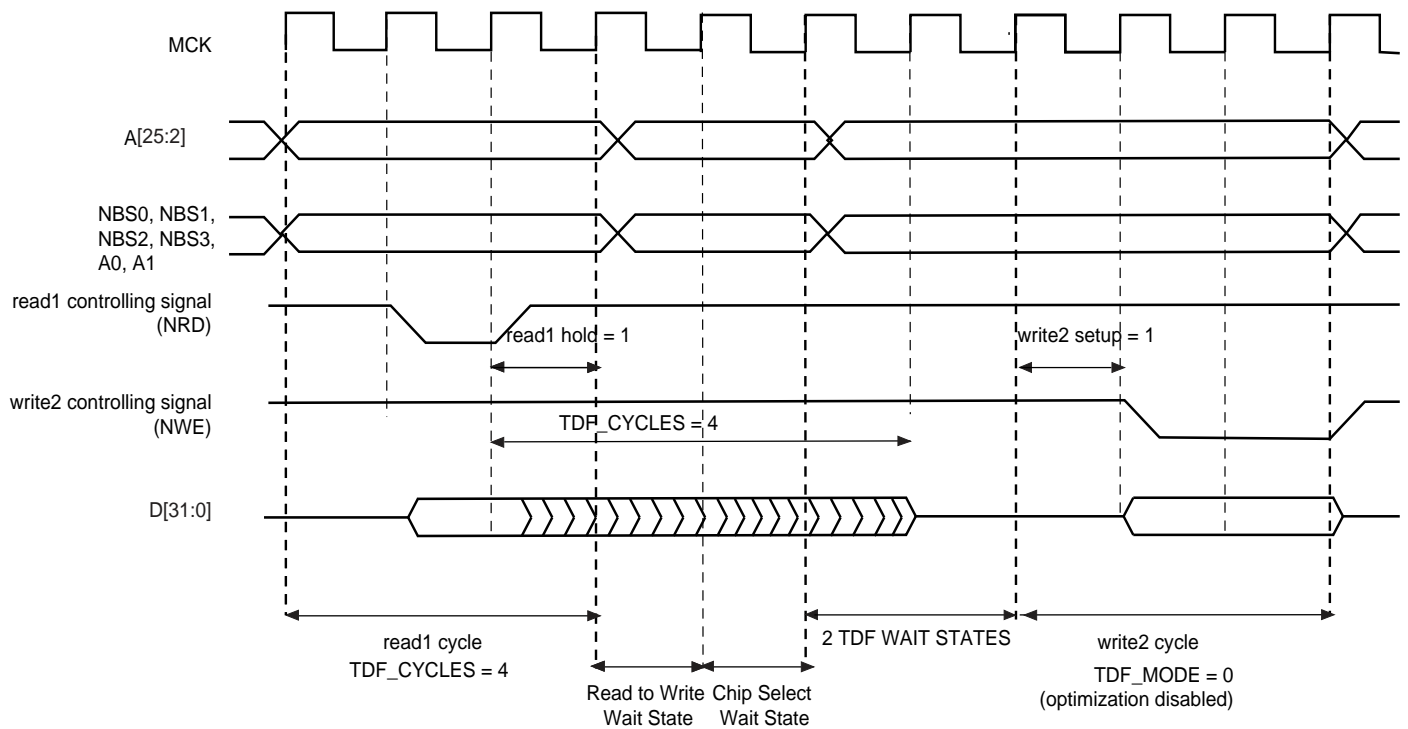 MCK
A[25:2]
NBS0, NBS1,
NBS2, NBS3,
A0, A1
read1 controlling signal
(NRD)
read1 hold = 1
write2 setup = 1
write2 controlling signal
(NWE)
TDF_CYCLES = 4
D[31:0]
read1 cycle
TDF_CYCLES = 4
2 TDF WAIT STATES
write2 cycle
TDF_MODE = 0
(optimization disabled)
Read to Write
Wait State
Chip Select
Wait State